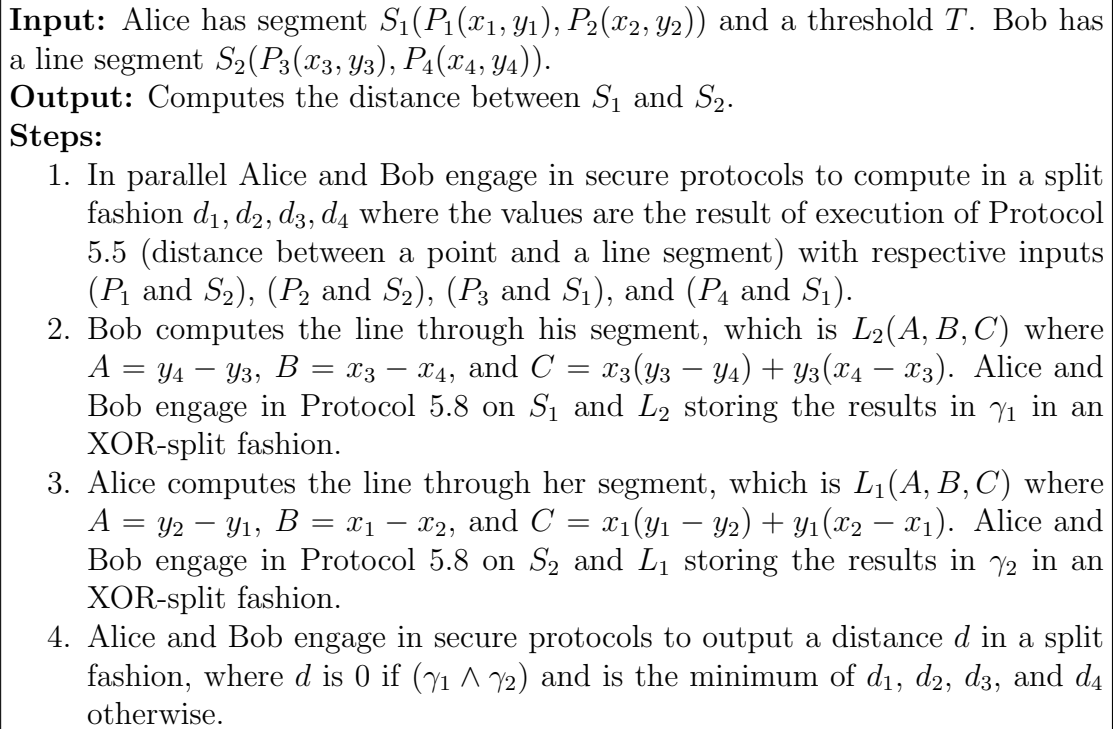 Input: Alice has segment S₁(P₁(x₁, y₁), P₂(x₂, y₂)) and a threshold T. Bob has
a line segment S₂(P₃(x₃, y₃), P₄(x₄, y₄)).
Output: Computes the distance between S₁ and S₂.
Steps:
1. In parallel Alice and Bob engage in secure protocols to compute in a split
fashion d₁, d₂, d₃, d₄ where the values are the result of execution of Protocol
5.5 (distance between a point and a line segment) with respective inputs
(P₁ and S₂), (P₂ and S₂), (P₃ and S₁), and (P₄ and S₁).
2. Bob computes the line through his segment, which is L₂(A, B, C) where
A = y₄ − y₃, B = x₃ − x₄, and C = x₃(y₃ − y₄) + y₃(x₄ − x₃). Alice and
Bob engage in Protocol 5.8 on S₁ and L₂ storing the results in γ₁ in an
XOR-split fashion.
3. Alice computes the line through her segment, which is L₁(A, B, C) where
A = y₂ − y₁, B = x₁ − x₂, and C = x₁(y₁ − y₂) + y₁(x₂ − x₁). Alice and
Bob engage in Protocol 5.8 on S₂ and L₁ storing the results in γ₂ in an
XOR-split fashion.
4. Alice and Bob engage in secure protocols to output a distance d in a split
fashion, where d is 0 if (γ₁ ∧ γ₂) and is the minimum of d₁, d₂, d₃, and d₄
otherwise.